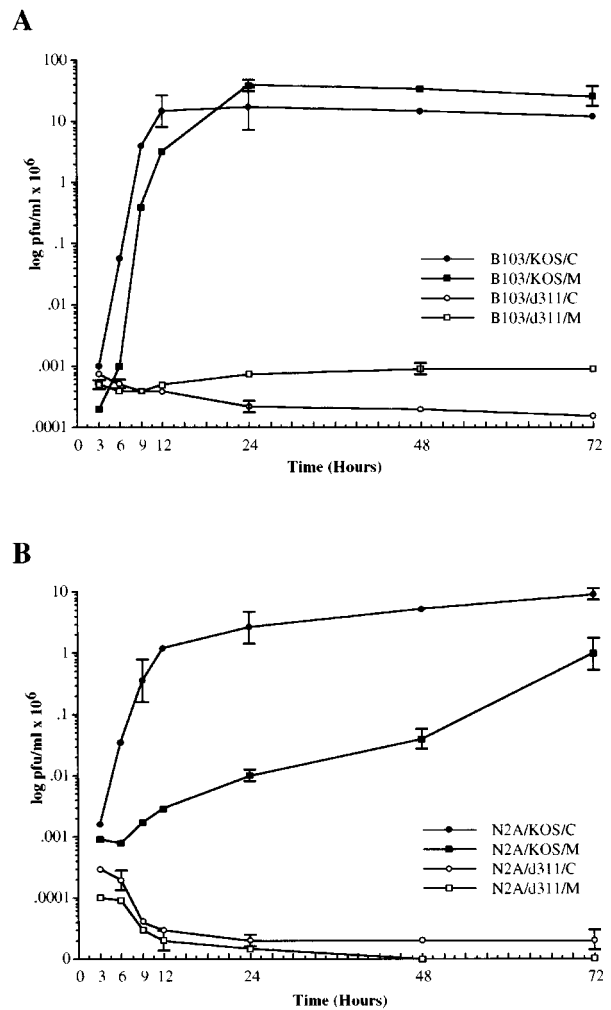 A
log pfu/ml x 10⁶
100
10
1
.1
.01
.001
.0001
B103/KOS/C
B103/KOS/M
B103/d311/C
B103/d311/M
0 3 6 9 12 24 48 72
Time (Hours)
B
log pfu/ml x 10⁶
10
1
.1
.01
.001
.0001
0
N2A/KOS/C
N2A/KOS/M
N2A/d311/C
N2A/d311/M
0 3 6 9 12 24 48 72
Time (Hours)